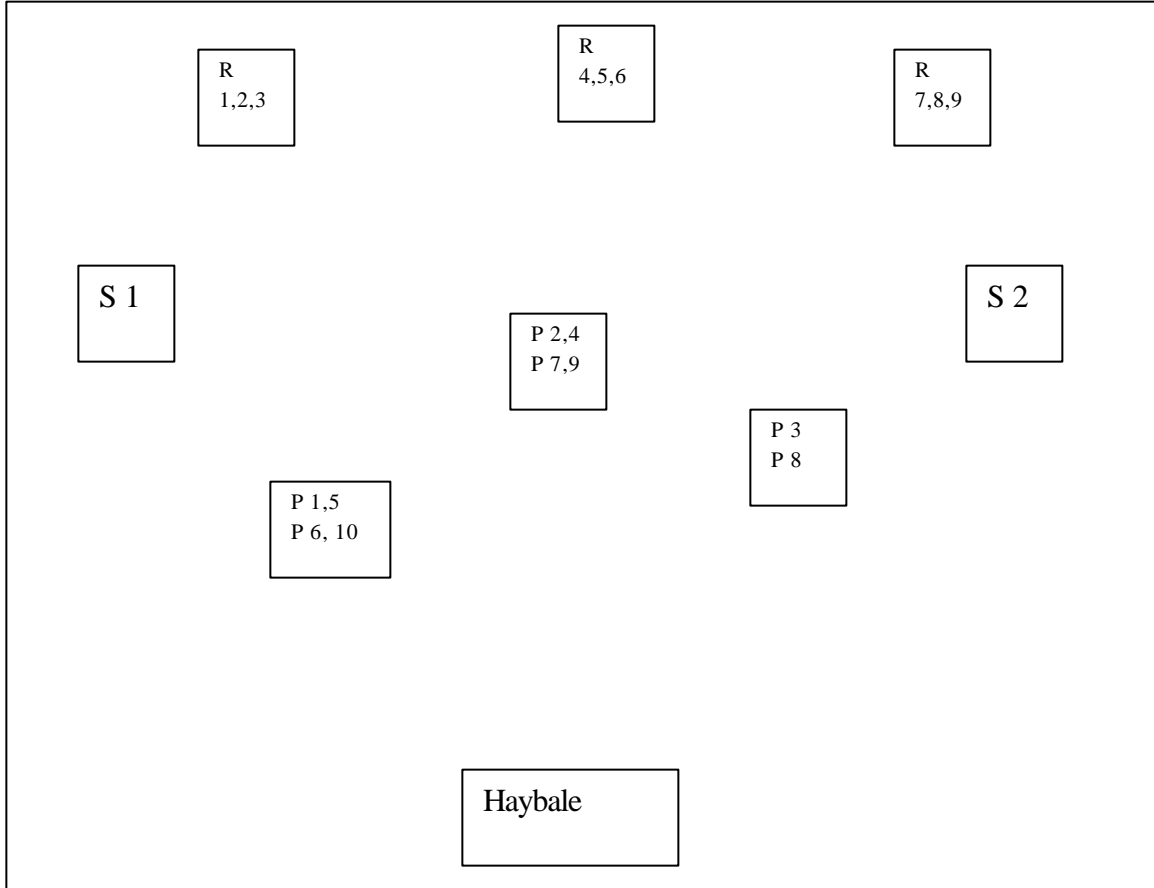 R
1,2,3
R
4,5,6
R
7,8,9
S 1
S 2
P 2,4
P 7,9
P 3
P 8
P 1,5
P 6, 10
Haybale